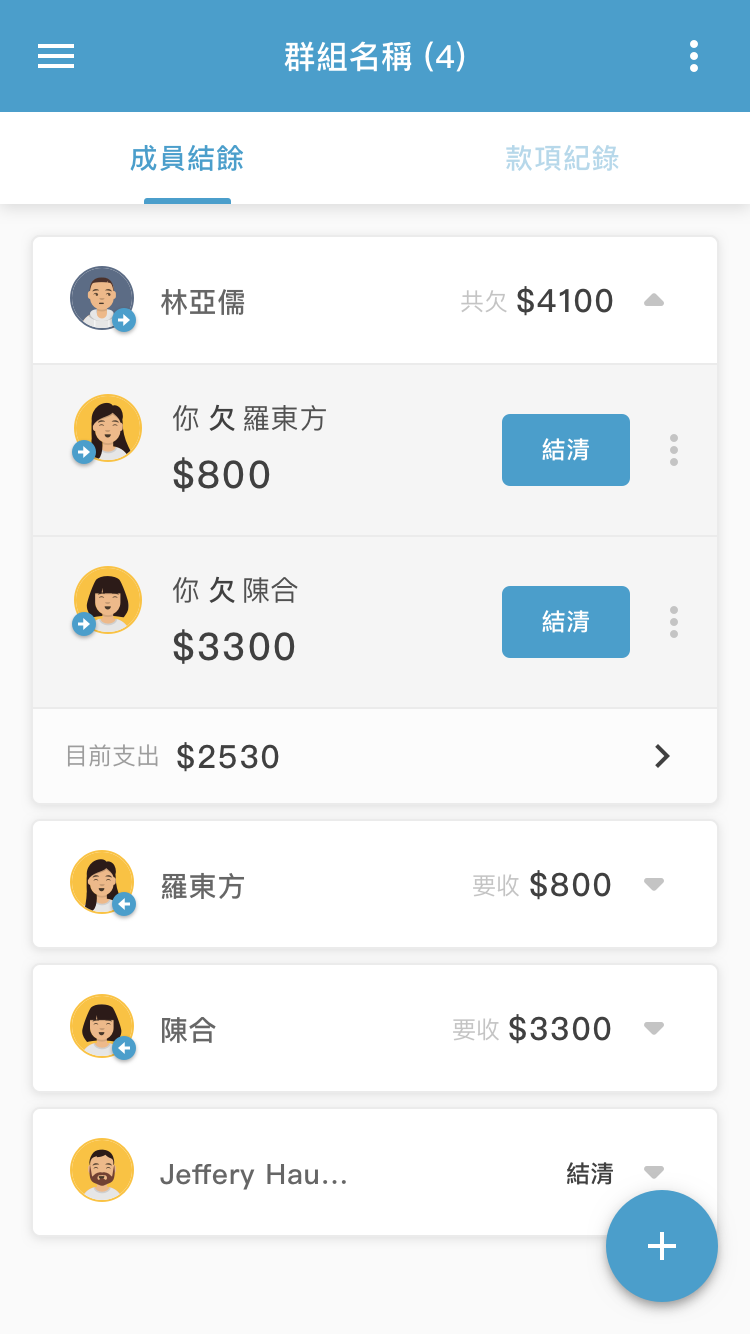 群組名稱 (4)
成員結餘 款項紀錄
林亞儒 共欠 $4100
你 欠 羅東方
$800
結清
你 欠 陳合
$3300
結清
目前支出 $2530
羅東方 要收 $800
陳合 要收 $3300
Jeffery Hau... 結清